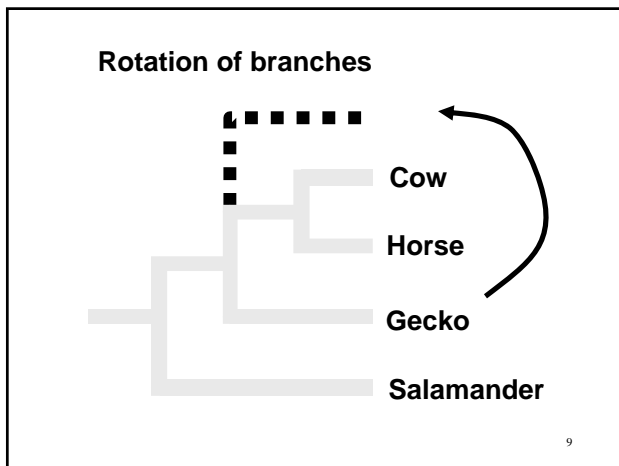 Rotation of branches
Cow
Horse
Gecko
Salamander
9